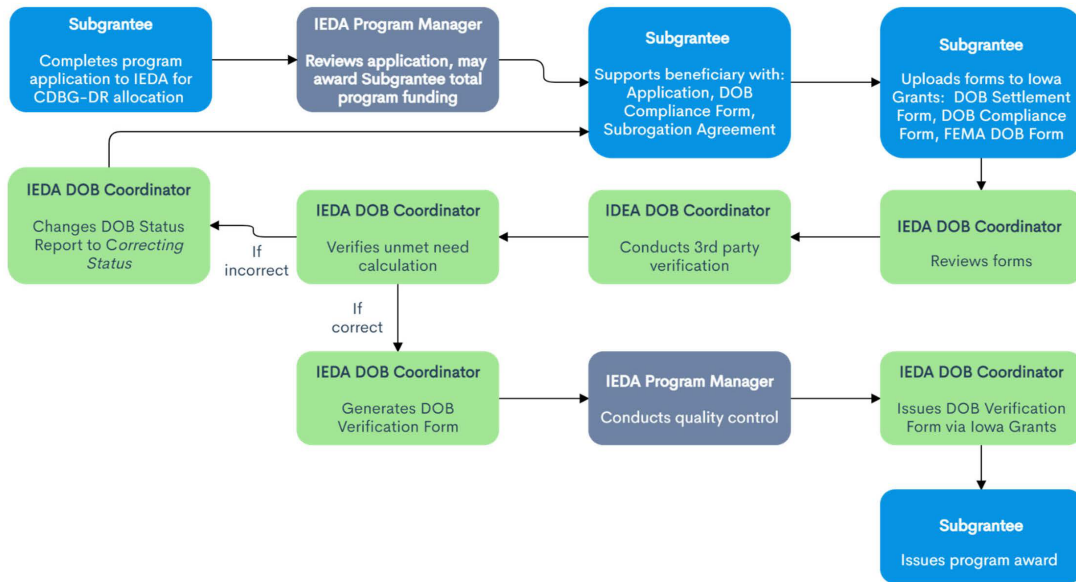 Subgrantee
Completes program
application to IEDA for
CDBG-DR allocation
IEDA Program Manager
Reviews application, may
award Subgrantee total
program funding
Subgrantee
Supports beneficiary with:
Application, DOB
Compliance Form,
Subrogation Agreement
Subgrantee
Uploads forms to Iowa
Grants: DOB Settlement
Form, DOB Compliance
Form, FEMA DOB Form
IEDA DOB Coordinator
Changes DOB Status
Report to Correcting
Status
If
incorrect
IEDA DOB Coordinator
Verifies unmet need
calculation
IDEA DOB Coordinator
Conducts 3rd party
verification
IEDA DOB Coordinator
Reviews forms
If
correct
IEDA DOB Coordinator
Generates DOB
Verification Form
IEDA Program Manager
Conducts quality control
IEDA DOB Coordinator
Issues DOB Verification
Form via Iowa Grants
Subgrantee
Issues program award